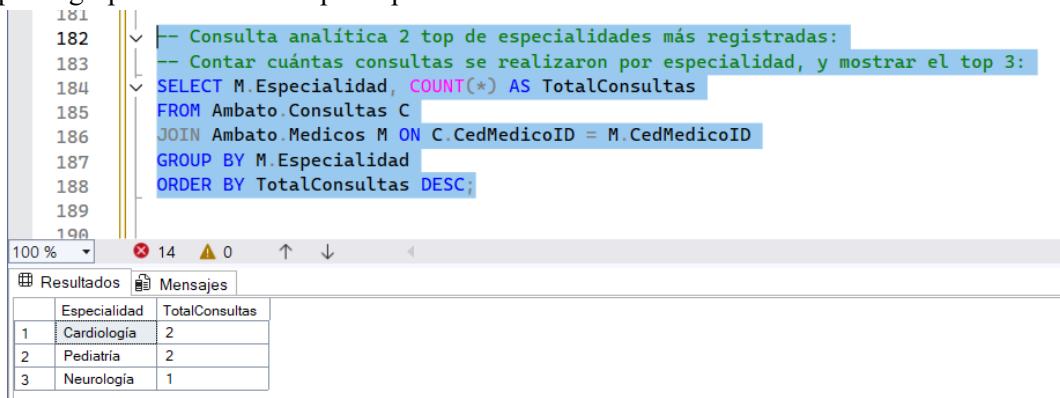 181
182 -- Consulta analítica 2 top de especialidades más registradas:
183 -- Contar cuántas consultas se realizaron por especialidad, y mostrar el top 3:
184 SELECT M.Especialidad, COUNT(*) AS TotalConsultas
185 FROM Ambato.Consultas C
186 JOIN Ambato.Medicos M ON C.CedMedicoID = M.CedMedicoID
187 GROUP BY M.Especialidad
188 ORDER BY TotalConsultas DESC;
189
190
100 % 14 0
Resultados Mensajes
Especialidad TotalConsultas
1 Cardiología 2
2 Pediatría 2
3 Neurología 1